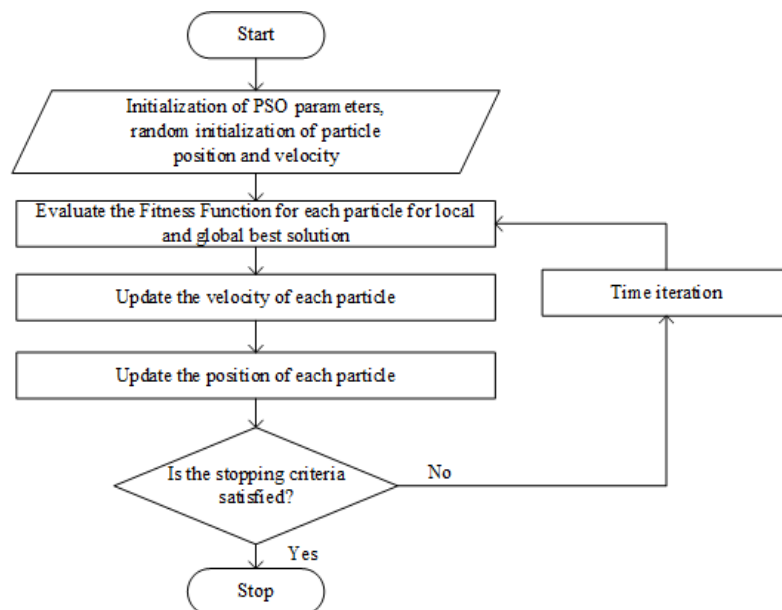 Start
Initialization of PSO parameters,
random initialization of particle
position and velocity
Evaluate the Fitness Function for each particle for local
and global best solution
Update the velocity of each particle
Time iteration
Update the position of each particle
Is the stopping criteria
satisfied?
No
Yes
Stop